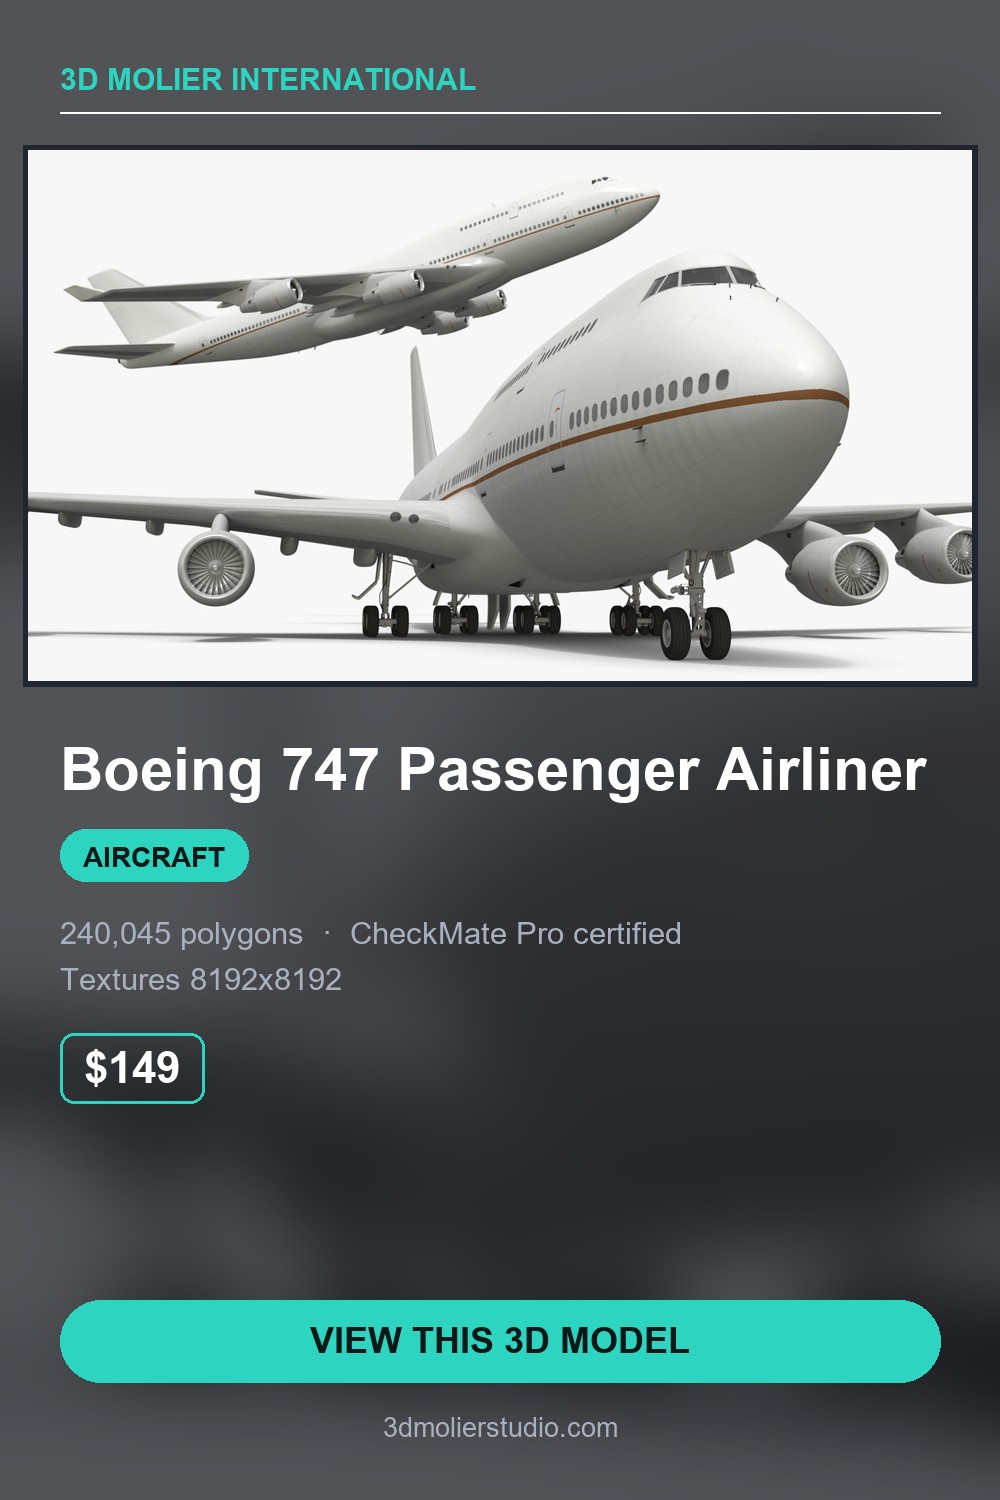 3D MOLIER INTERNATIONAL
Boeing 747 Passenger Airliner
AIRCRAFT
240,045 polygons · CheckMate Pro certified
Textures 8192x8192
$149
VIEW THIS 3D MODEL
3dmolierstudio.com